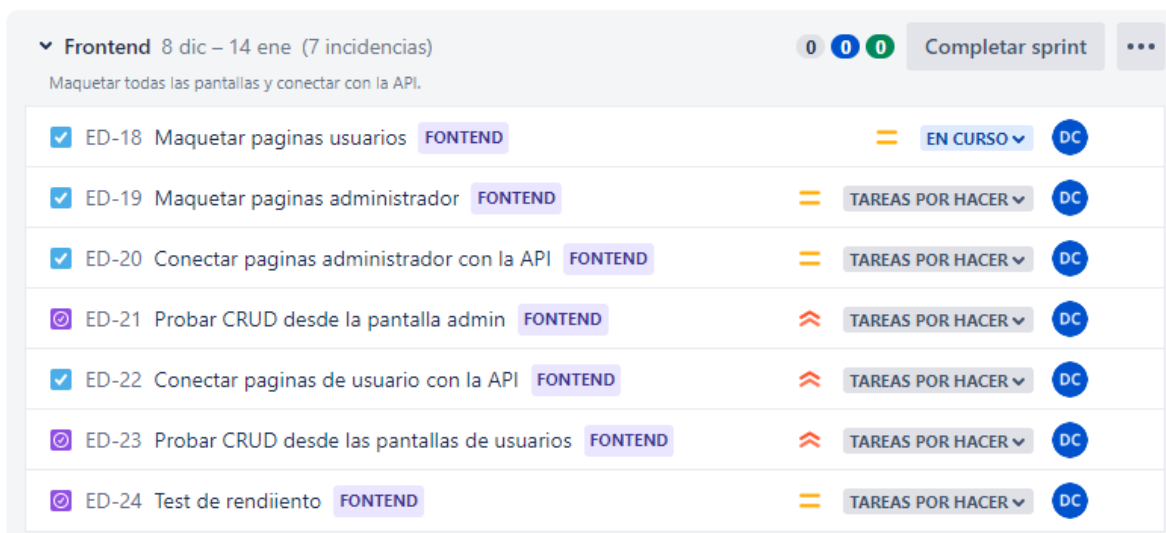 Frontend 8 dic – 14 ene (7 incidencias) 0 0 0 Completar sprint
Maquetar todas las pantallas y conectar con la API.
ED-18 Maquetar paginas usuarios FONTEND EN CURSO DC
ED-19 Maquetar paginas administrador FONTEND TAREAS POR HACER DC
ED-20 Conectar paginas administrador con la API FONTEND TAREAS POR HACER DC
ED-21 Probar CRUD desde la pantalla admin FONTEND TAREAS POR HACER DC
ED-22 Conectar paginas de usuario con la API FONTEND TAREAS POR HACER DC
ED-23 Probar CRUD desde las pantallas de usuarios FONTEND TAREAS POR HACER DC
ED-24 Test de rendiiento FONTEND TAREAS POR HACER DC